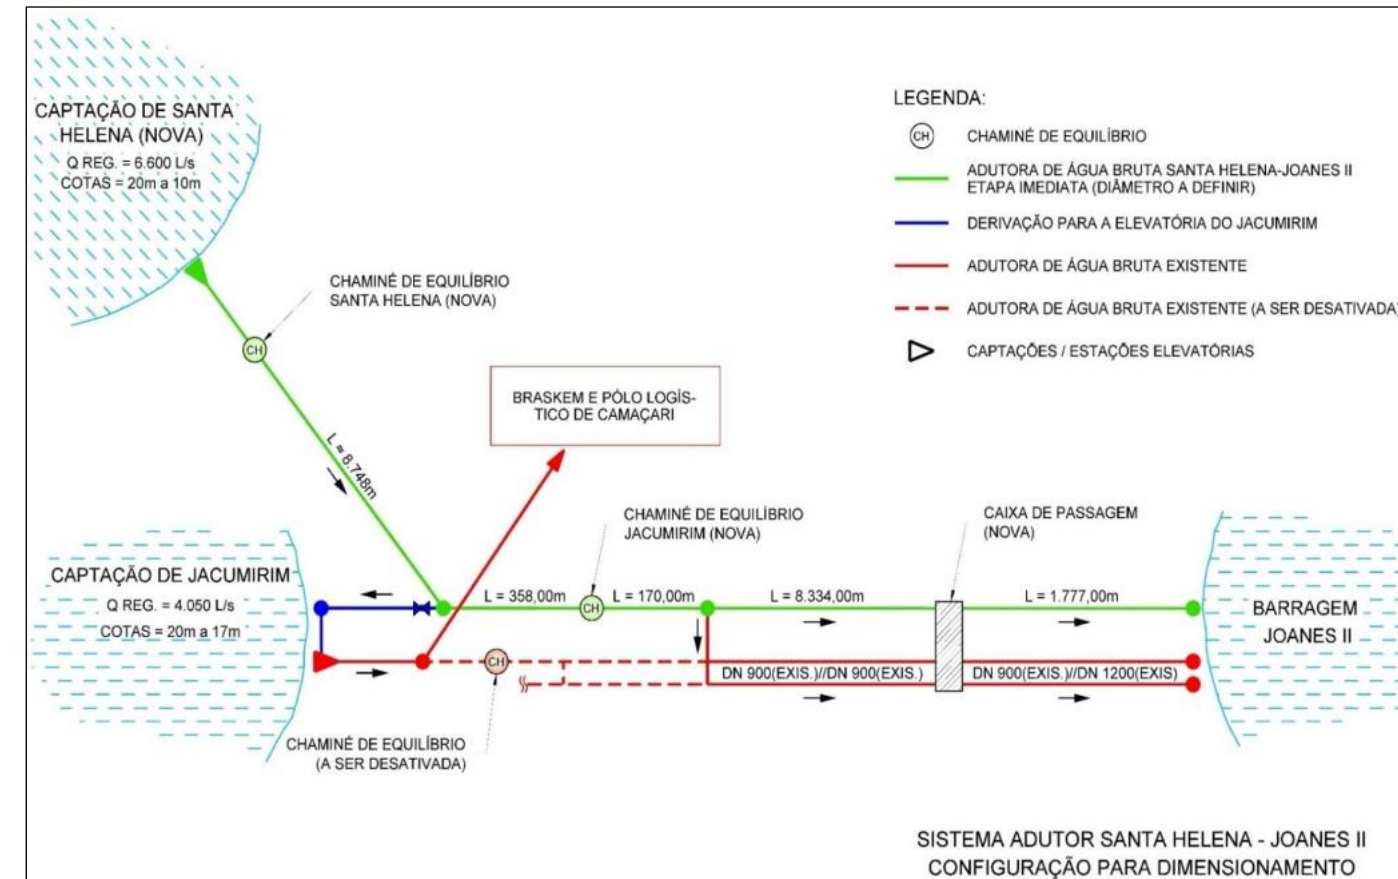 CAPTAÇÃO DE SANTA
HELENA (NOVA)
Q REG. = 6.600 L/s
COTAS = 20m a 10m
LEGENDA:
CH
CHAMINÉ DE EQUILÍBRIO
ADUTORA DE ÁGUA BRUTA SANTA HELENA-JOANES II
ETAPA IMEDIATA (DIÂMETRO A DEFINIR)
DERIVAÇÃO PARA A ELEVATÓRIA DO JACUMIRIM
ADUTORA DE ÁGUA BRUTA EXISTENTE
ADUTORA DE ÁGUA BRUTA EXISTENTE (A SER DESATIVADA)
CAPTAÇÕES / ESTAÇÕES ELEVATÓRIAS
CHAMINÉ DE EQUILÍBRIO
SANTA HELENA (NOVA)
CH
L = 8.748m
BRASKEM E PÓLO LOGÍS-
TICO DE CAMAÇARI
CHAMINÉ DE EQUILÍBRIO
JACUMIRIM (NOVA)
CAIXA DE PASSAGEM
(NOVA)
CAPTAÇÃO DE JACUMIRIM
Q REG. = 4.050 L/s
COTAS = 20m a 17m
L = 358,00m
CH
L = 170,00m
L = 8.334,00m
L = 1.777,00m
BARRAGEM
JOANES II
CH
DN 900(EXIS.)//DN 900(EXIS.)
DN 900(EXIS.)//DN 1200(EXIS)
CHAMINÉ DE EQUILÍBRIO
(A SER DESATIVADA)
SISTEMA ADUTOR SANTA HELENA - JOANES II
CONFIGURAÇÃO PARA DIMENSIONAMENTO